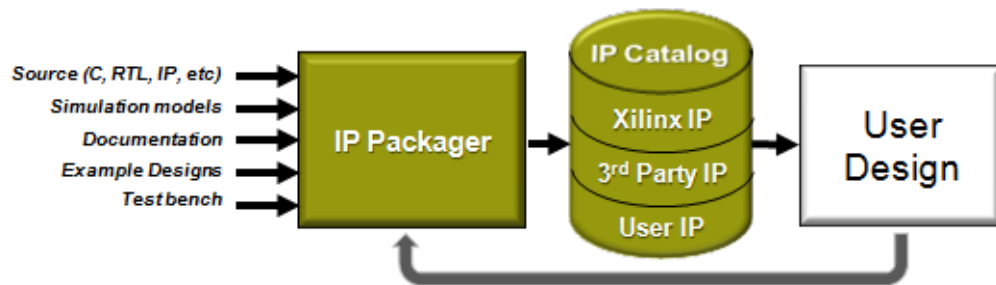 Source (C, RTL, IP, etc)
Simulation models
Documentation
Example Designs
Test bench
IP Packager
IP Catalog
Xilinx IP
3rd Party IP
User IP
User
Design